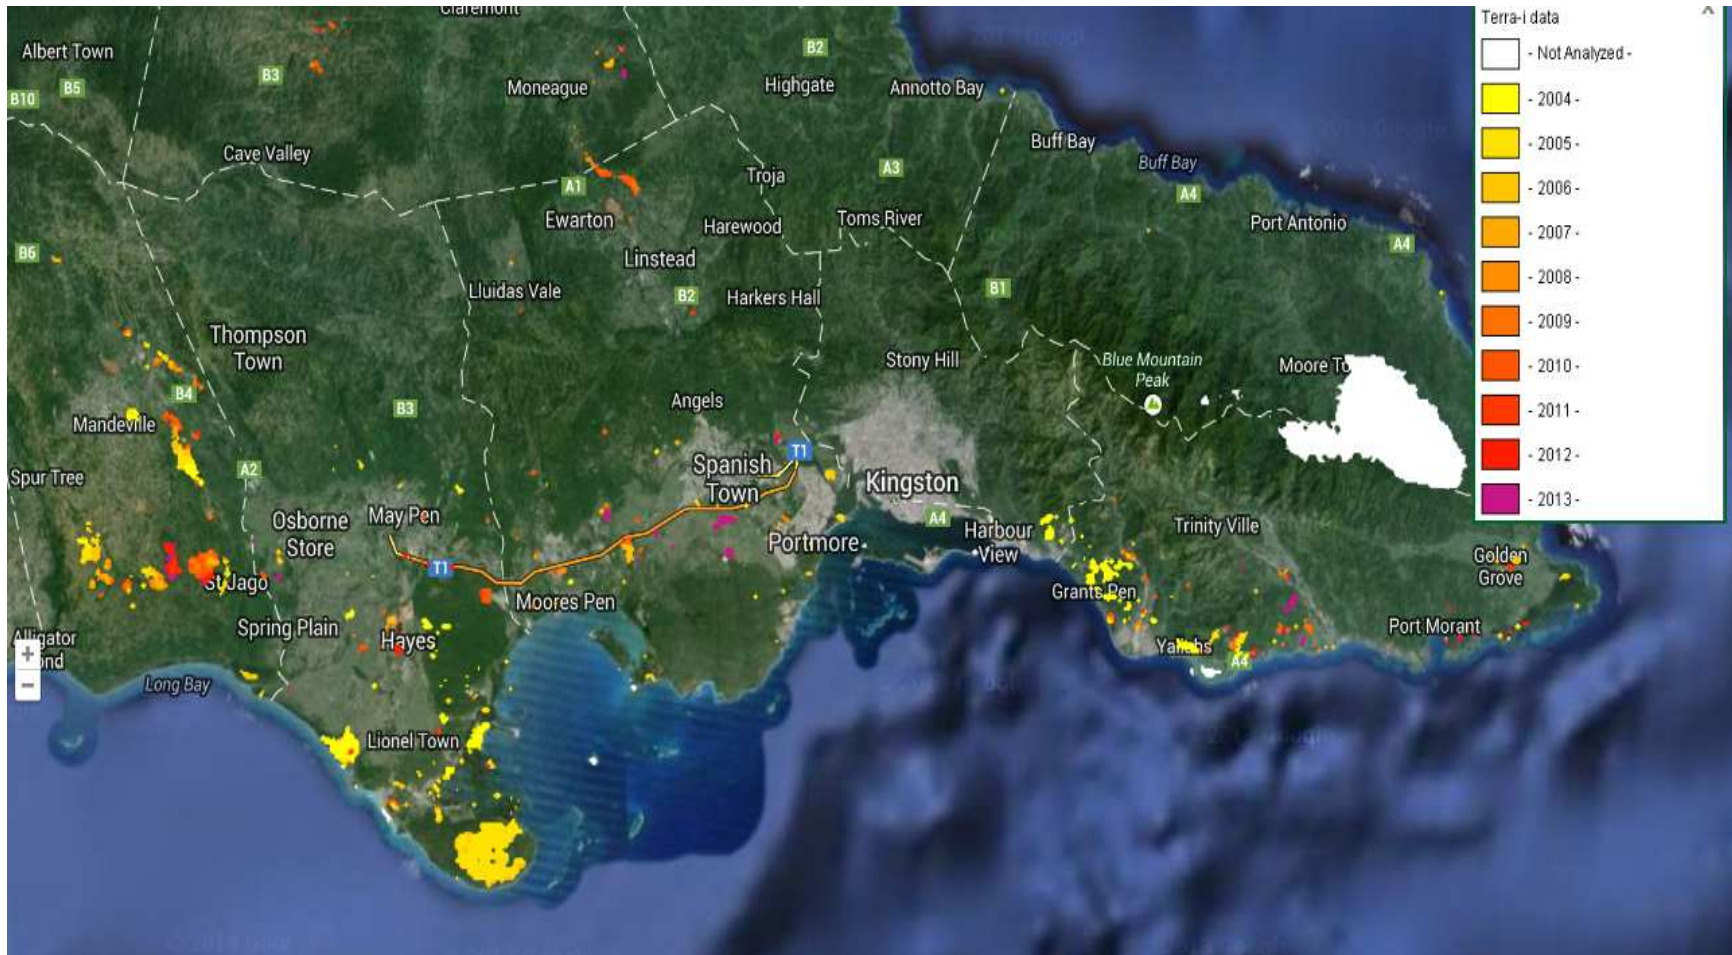 Claremont
Albert Town
B2
B3
Moneague
Highgate
Annotto Bay
B5
B10
Buff Bay
Buff Bay
Cave Valley
A3
Troja
A1
A4
Ewarton
Harewood
Toms River
Port Antonio
A4
B6
Linstead
Lluidas Vale
B2
Harkers Hall
B1
Thompson
Town
Stony Hill
Blue Mountain
Peak
Moore To
B4
B3
Angels
Mandeville
T1
A2
Spur Tree
Spanish
Town
Kingston
Osborne
Store
May Pen
A4
Harbour
View
Trinity Ville
Portmore
T1
Golden
Grove
St Jago
Moores Pen
Grants Pen
Spring Plain
Hayes
Port Morant
Alligator
Pond
Yallahs
A4
+
−
Long Bay
Lionel Town
Terra-i data
- Not Analyzed -
- 2004 -
- 2005 -
- 2006 -
- 2007 -
- 2008 -
- 2009 -
- 2010 -
- 2011 -
- 2012 -
- 2013 -